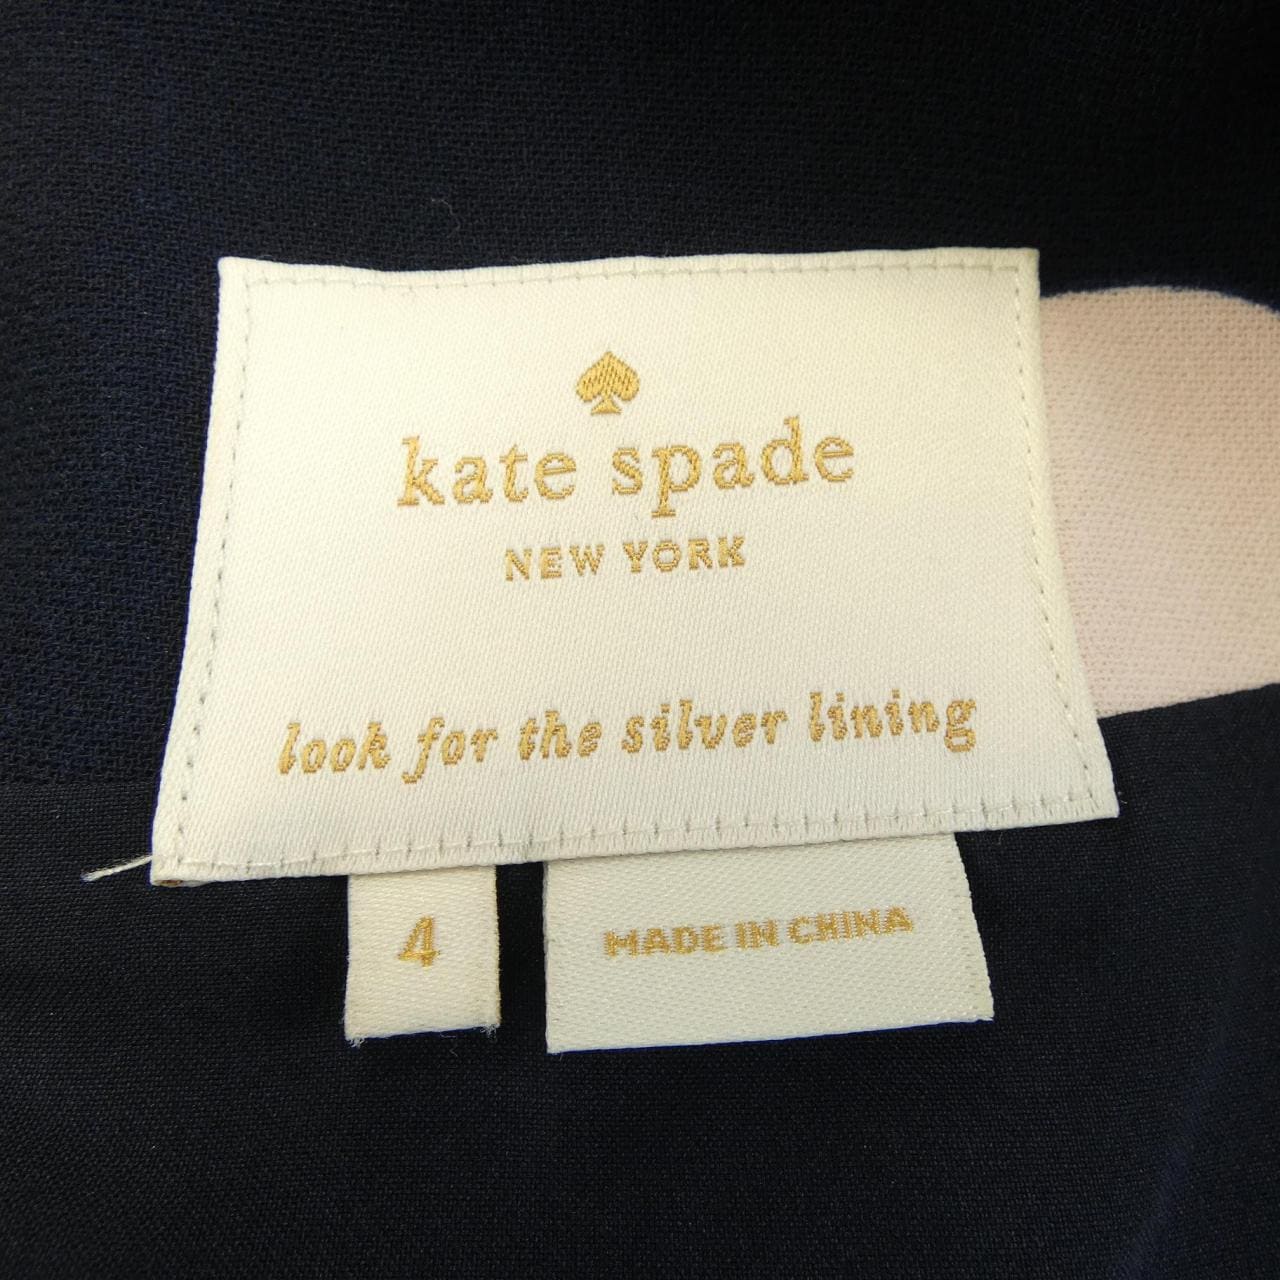 kate spade
NEW YORK
look for the silver lining
4
MADE IN CHINA